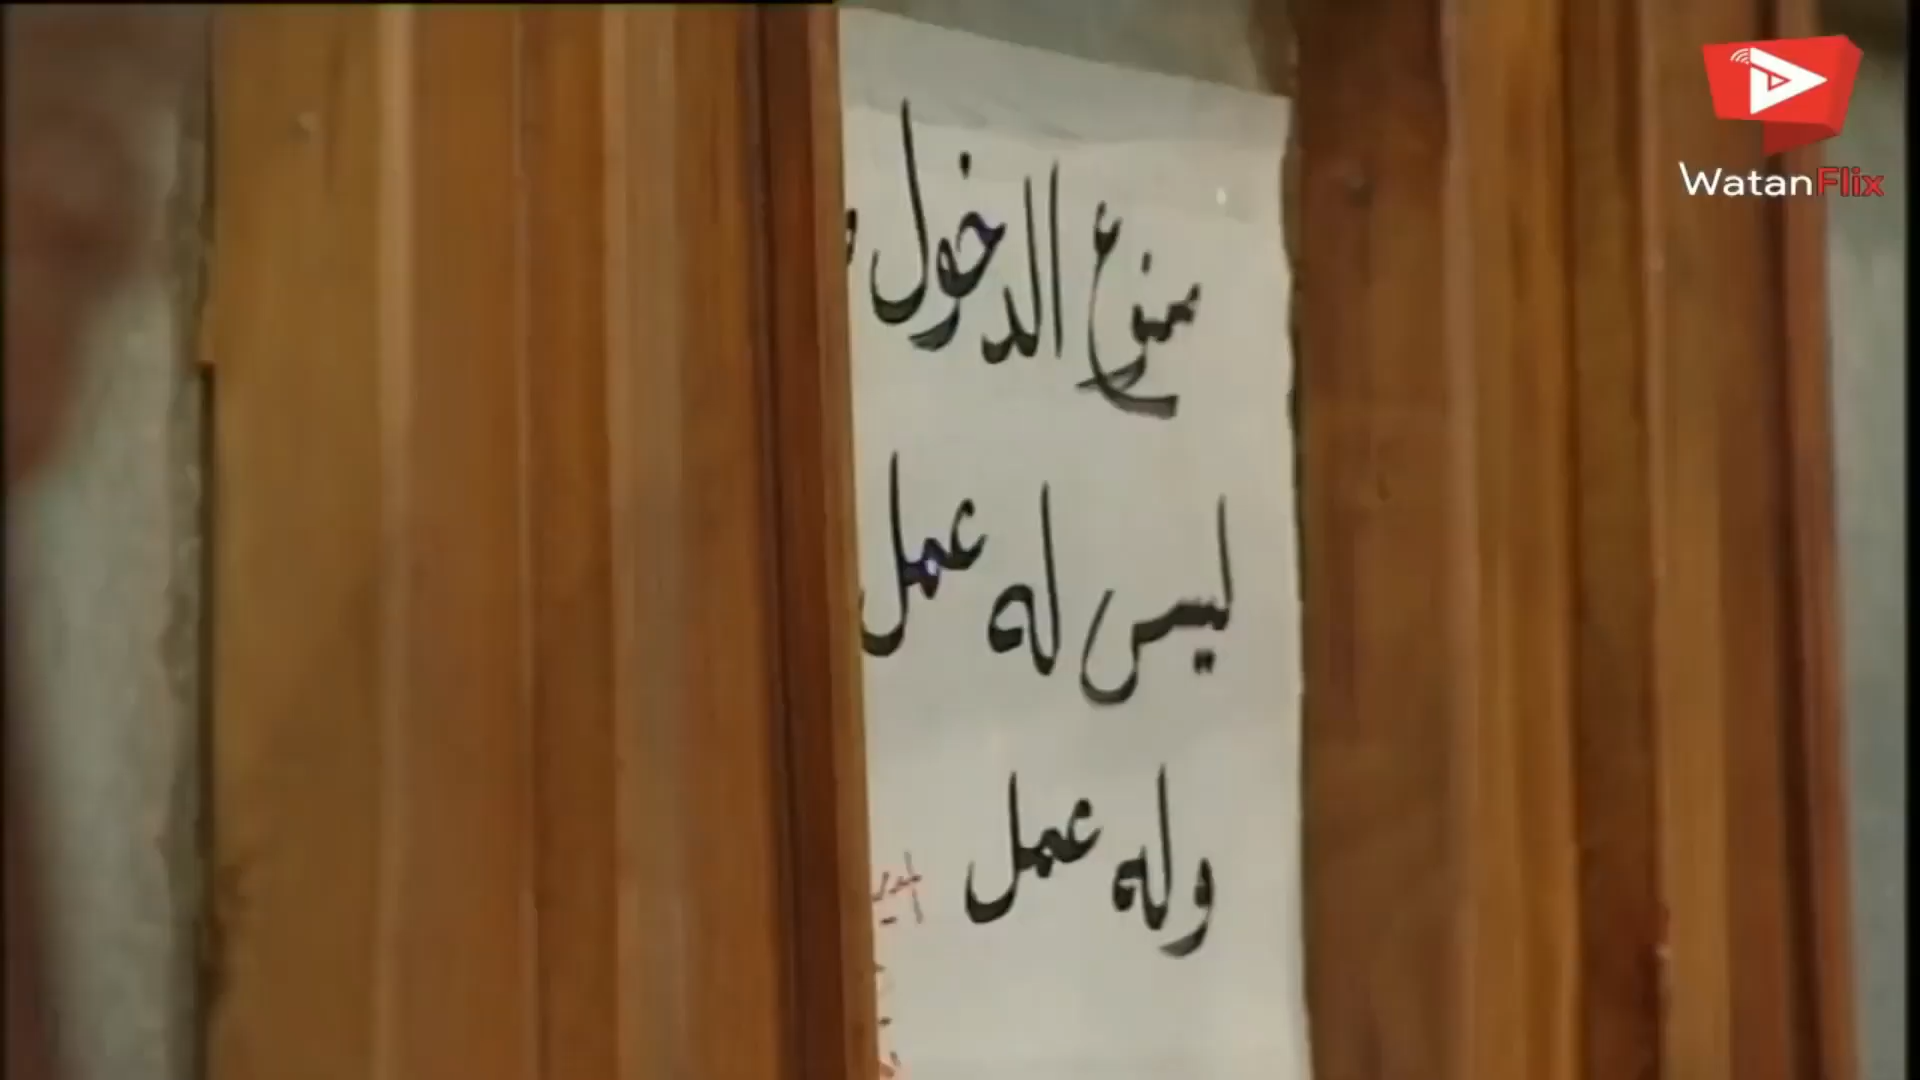 ممنوع الدخول
ليس له عمل
وله عمل
WatanFlix